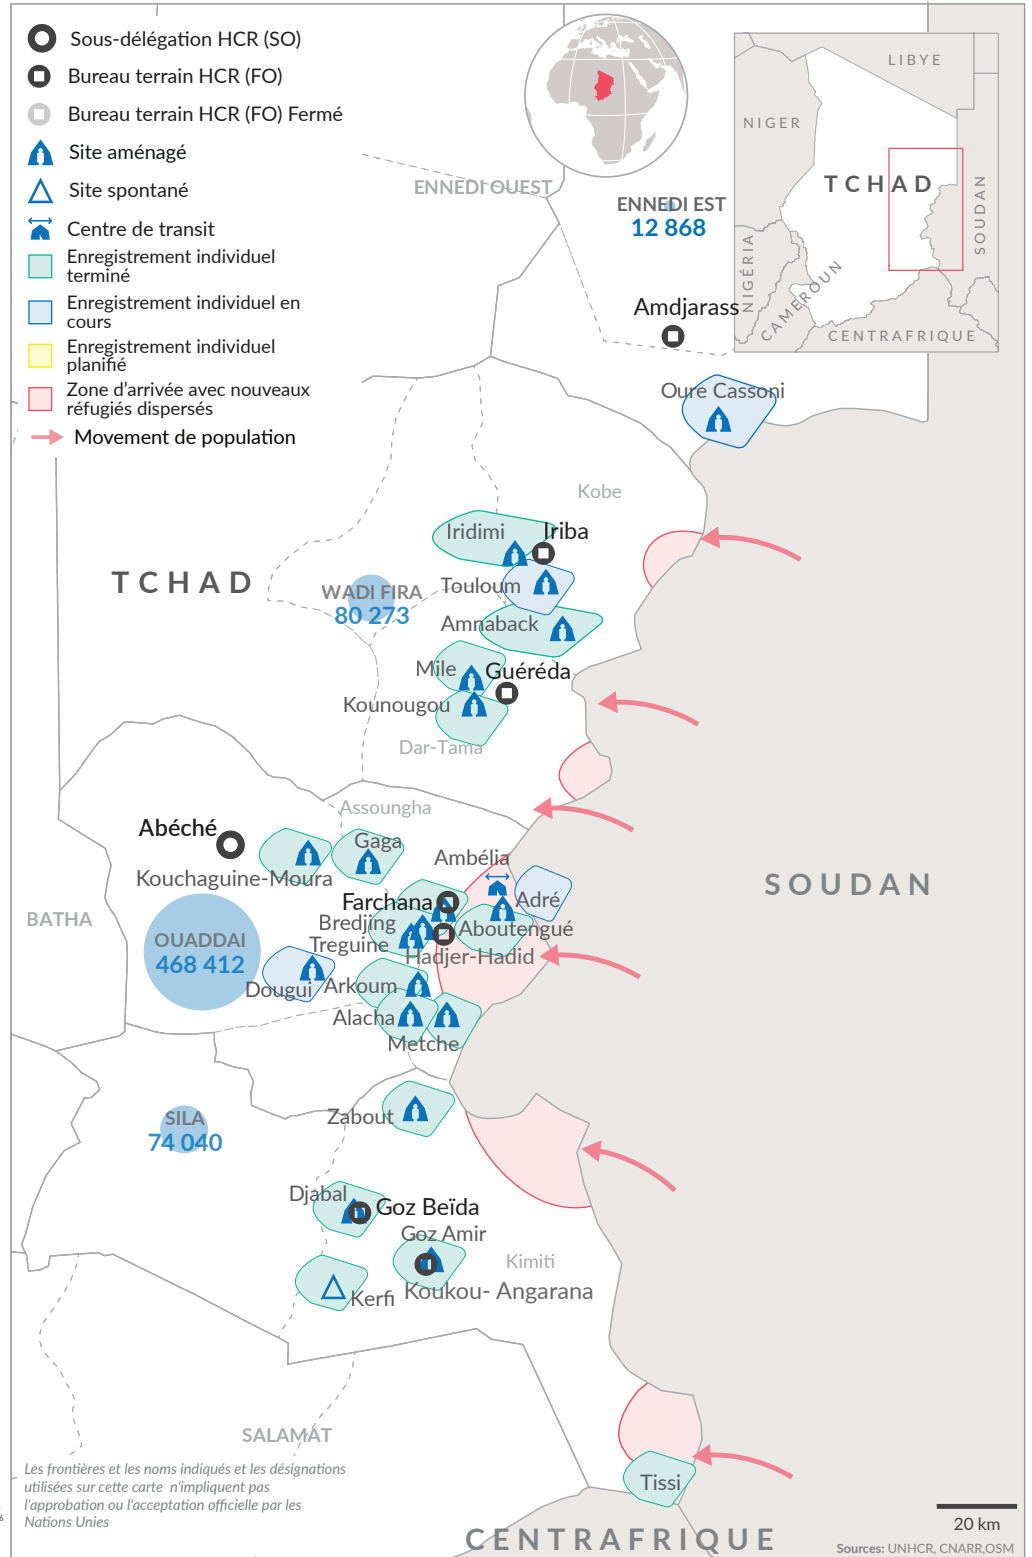 Sous-délégation HCR (SO)
Bureau terrain HCR (FO)
Bureau terrain HCR (FO) Fermé
Site aménagé
Site spontané
Centre de transit
Enregistrement individuel
terminé
Enregistrement individuel en
cours
Enregistrement individuel
planifié
Zone d'arrivée avec nouveaux
réfugiés dispersés
Movement de population
LIBYE
NIGER
TCHAD
SOUDAN
NIGÉRIA
CAMEROUN
CENTRAFRIQUE
ENNEDI OUEST
ENNEDI EST
12 868
Amdjarass
Oure Cassoni
Kobe
Iridimi
Iriba
TCHAD
WADI FIRA
80 273
Touloum
Amnaback
Mile
Guéréda
Kounougou
Dar-Tama
Assoungha
Abéché
Gaga
Ambélia
Kouchaguine-Moura
SOUDAN
Farchana
Adré
BATHA
Bredjing
Aboutengué
OUADDAI
468 412
Treguine
Hadjer-Hadid
Dougui
Arkoum
Alacha
Metche
SILA
74 040
Zabout
Djabal
Goz Beïda
Goz Amir
Kimiti
Kerfi
Koukou- Angarana
SALAMAT
Tissi
Les frontières et les noms indiqués et les désignations
utilisées sur cette carte n'impliquent pas
l'approbation ou l'acceptation officielle par les
Nations Unies
CENTRAFRIQUE
20 km
Sources: UNHCR, CNARR,OSM